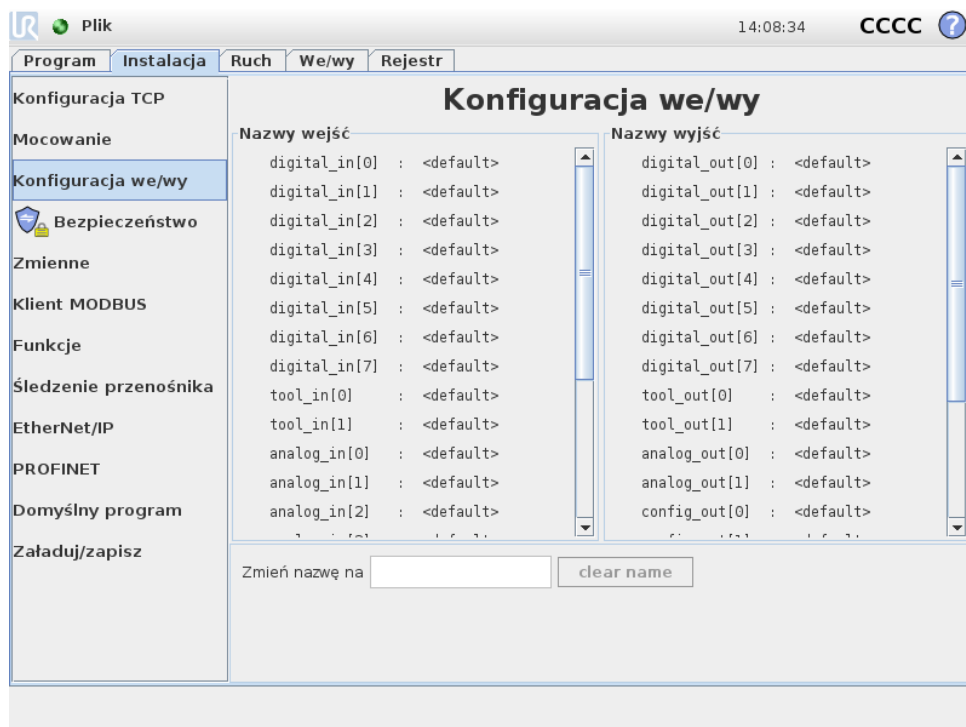 UR Plik 14:08:34 CCCC ?
Program Instalacja Ruch We/wy Rejestr
Konfiguracja TCP
Mocowanie
Konfiguracja we/wy
Bezpieczeństwo
Zmienne
Klient MODBUS
Funkcje
Śledzenie przenośnika
EtherNet/IP
PROFINET
Domyślny program
Załaduj/zapisz
Konfiguracja we/wy
Nazwy wejść
digital_in[0] : <default>
digital_in[1] : <default>
digital_in[2] : <default>
digital_in[3] : <default>
digital_in[4] : <default>
digital_in[5] : <default>
digital_in[6] : <default>
digital_in[7] : <default>
tool_in[0] : <default>
tool_in[1] : <default>
analog_in[0] : <default>
analog_in[1] : <default>
analog_in[2] : <default>
Nazwy wyjść
digital_out[0] : <default>
digital_out[1] : <default>
digital_out[2] : <default>
digital_out[3] : <default>
digital_out[4] : <default>
digital_out[5] : <default>
digital_out[6] : <default>
digital_out[7] : <default>
tool_out[0] : <default>
tool_out[1] : <default>
analog_out[0] : <default>
analog_out[1] : <default>
config_out[0] : <default>
Zmień nazwę na clear name